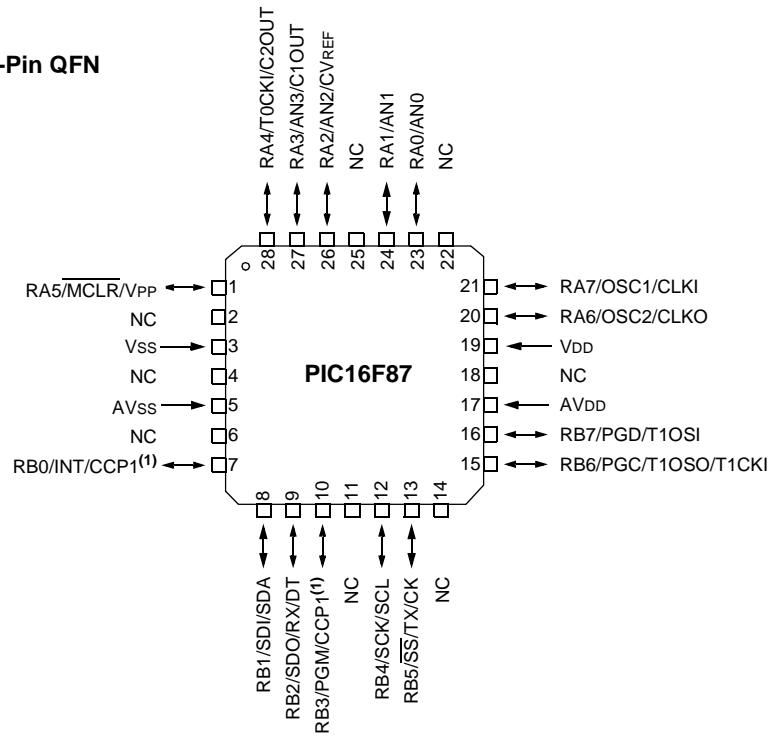 -Pin QFN
RA4/T0CKI/C2OUT
RA3/AN3/C1OUT
RA2/AN2/CVREF
NC
RA1/AN1
RA0/AN0
NC
28
27
26
25
24
23
22
RA5/MCLR/VPP
NC
VSS
NC
AVSS
NC
RB0/INT/CCP1(1)
1
2
3
4
5
6
7
PIC16F87
21
20
19
18
17
16
15
RA7/OSC1/CLKI
RA6/OSC2/CLKO
VDD
NC
AVDD
RB7/PGD/T1OSI
RB6/PGC/T1OSO/T1CKI
8
9
10
11
12
13
14
RB1/SDI/SDA
RB2/SDO/RX/DT
RB3/PGM/CCP1(1)
NC
RB4/SCK/SCL
RB5/SS/TX/CK
NC